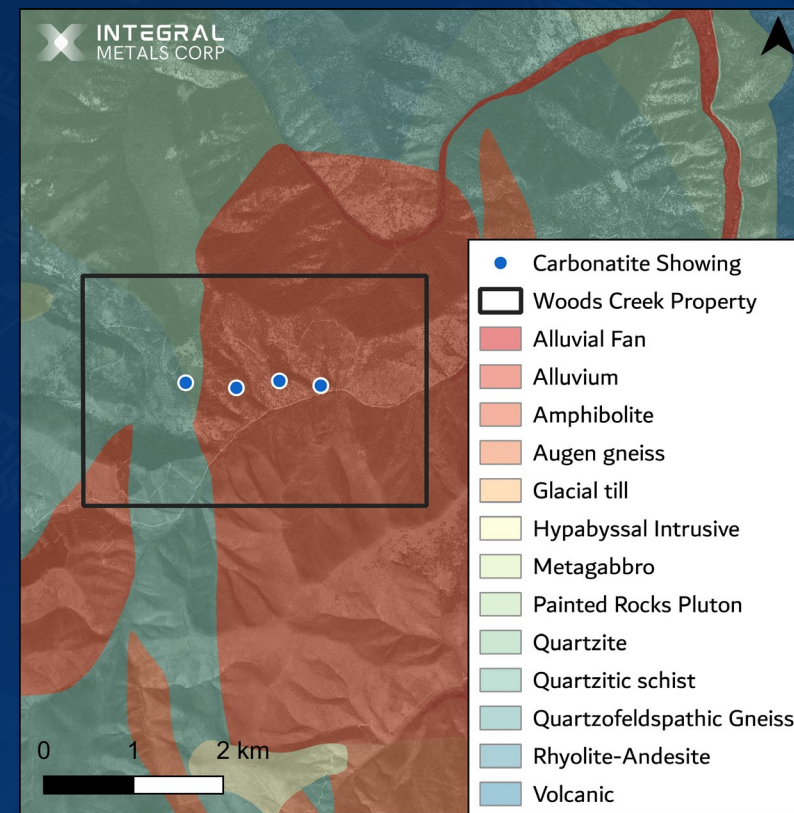 INTEGRAL
METALS CORP
Carbonatite Showing
Woods Creek Property
Alluvial Fan
Alluvium
Amphibolite
Augen gneiss
Glacial till
Hypabyssal Intrusive
Metagabbro
Painted Rocks Pluton
Quartzite
Quartzitic schist
Quartzofeldspathic Gneiss
Rhyolite-Andesite
Volcanic
0 1 2 km